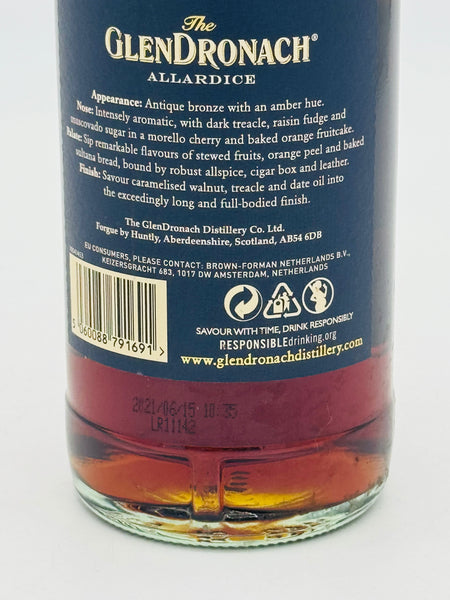 The
GLENDRONACH®
ALLARDICE
Appearance: Antique bronze with an amber hue.
Nose: Intensely aromatic, with dark treacle, raisin fudge and
muscovado sugar in a morello cherry and baked orange fruitcake.
Palate: Sip remarkable flavours of stewed fruits, orange peel and baked
sultana bread, bound by robust allspice, cigar box and leather.
Finish: Savour caramelised walnut, treacle and date oil into
the exceedingly long and full-bodied finish.
The GlenDronach Distillery Co. Ltd.
Forgue by Huntly, Aberdeenshire, Scotland, AB54 6DB
EU CONSUMERS, PLEASE CONTACT: BROWN-FORMAN NETHERLANDS B.V.,
KEIZERSGRACHT 683, 1017 DW AMSTERDAM, NETHERLANDS
5 060088 791691 >
SAVOUR WITH TIME, DRINK RESPONSIBLY
RESPONSIBLEdrinking.org
www.glendronachdistillery.com
2021/06/15 10:35
LR11142